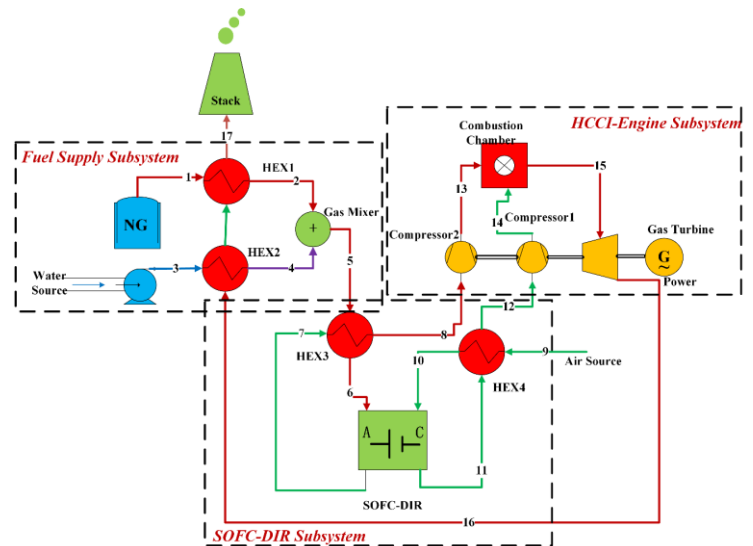 Stack
17
Fuel Supply Subsystem
HCCI-Engine Subsystem
Combustion
Chamber
1
HEX1
2
13
15
14
NG
Gas Mixer
+
Compressor2
Compressor1
Gas Turbine
G
~
Power
Water
Source
3
HEX2
4
5
7
HEX3
8
12
10
9
Air Source
HEX4
6
A
C
11
SOFC-DIR
SOFC-DIR Subsystem
16